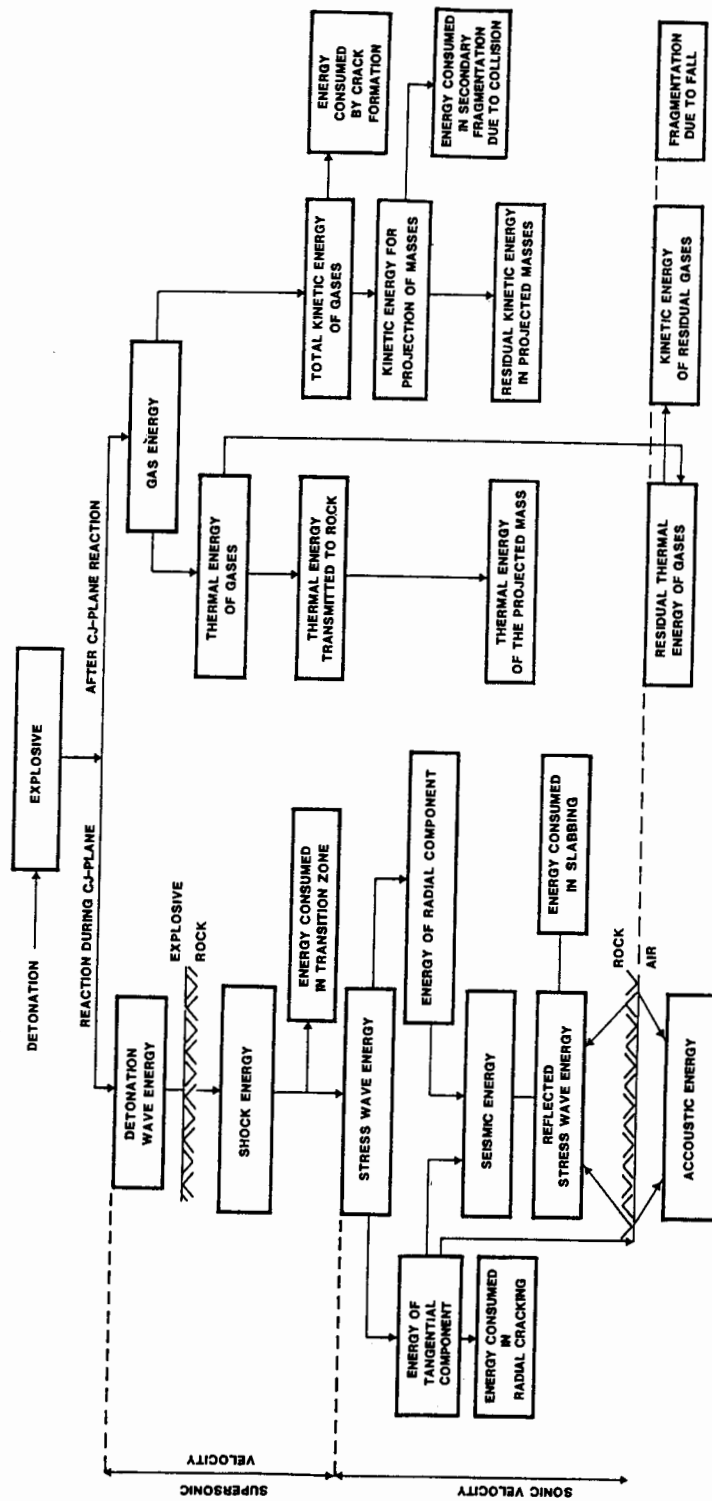 DETONATION
EXPLOSIVE
REACTION DURING CJ-PLANE
AFTER CJ-PLANE REACTION
DETONATION
WAVE ENERGY
EXPLOSIVE
ROCK
SHOCK ENERGY
ENERGY CONSUMED
IN TRANSITION ZONE
STRESS WAVE ENERGY
ENERGY OF RADIAL COMPONENT
ENERGY OF
TANGENTIAL
COMPONENT
SEISMIC ENERGY
ENERGY CONSUMED
IN
RADIAL CRACKING
REFLECTED
STRESS WAVE ENERGY
ENERGY CONSUMED
IN SLABBING
ROCK
AIR
ACCOUSTIC ENERGY
GAS ENERGY
THERMAL ENERGY
OF GASES
THERMAL ENERGY
TRANSMITTED TO ROCK
THERMAL ENERGY
OF THE PROJECTED MASS
RESIDUAL THERMAL
ENERGY OF GASES
TOTAL KINETIC ENERGY
OF GASES
ENERGY
CONSUMED
BY CRACK
FORMATION
KINETIC ENERGY FOR
PROJECTION OF MASSES
ENERGY CONSUMED
IN SECONDARY
FRAGMENTATION
DUE TO COLLISION
RESIDUAL KINETIC ENERGY
IN PROJECTED MASSES
KINETIC ENERGY
OF RESIDUAL GASES
FRAGMENTATION
DUE TO FALL
SUPERSONIC
VELOCITY
SONIC VELOCITY